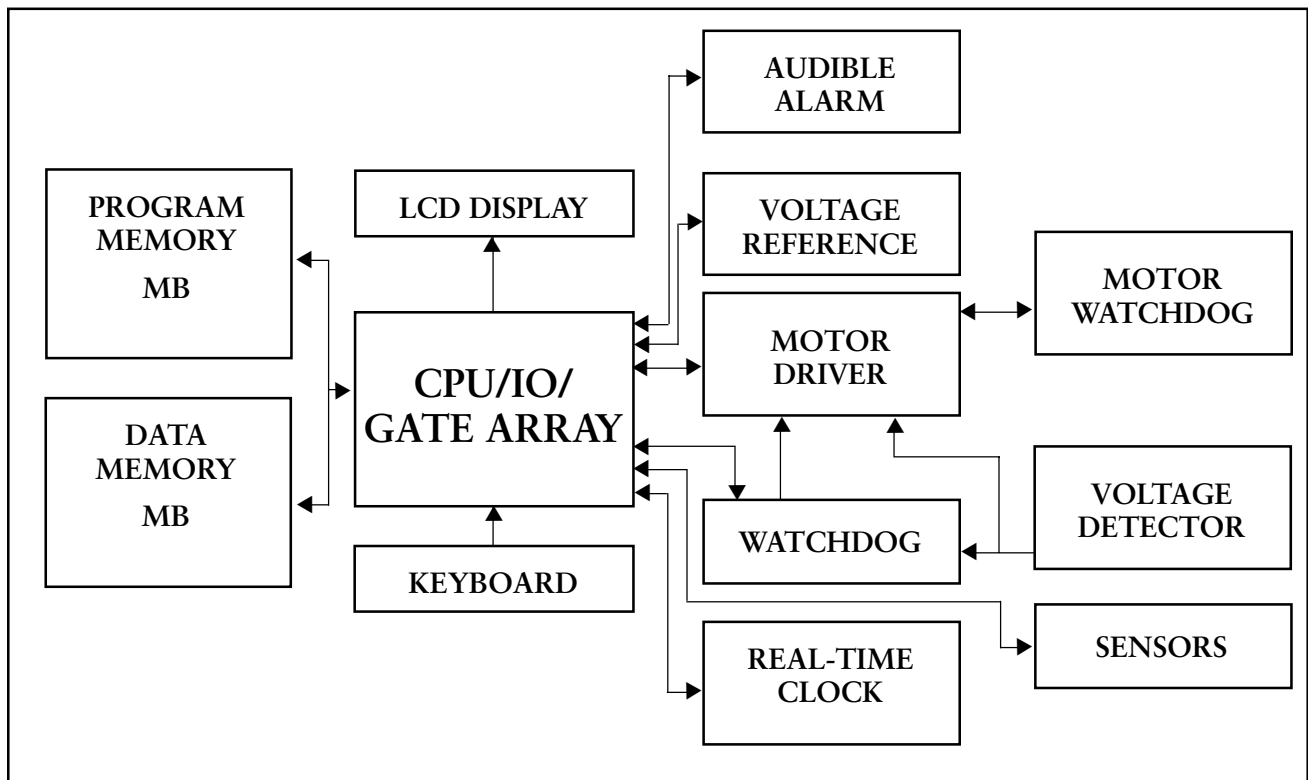 AUDIBLE
ALARM
PROGRAM
MEMORY
MB
LCD DISPLAY
VOLTAGE
REFERENCE
MOTOR
WATCHDOG
MOTOR
DRIVER
CPU/IO/
GATE ARRAY
DATA
MEMORY
MB
VOLTAGE
DETECTOR
WATCHDOG
KEYBOARD
REAL-TIME
CLOCK
SENSORS